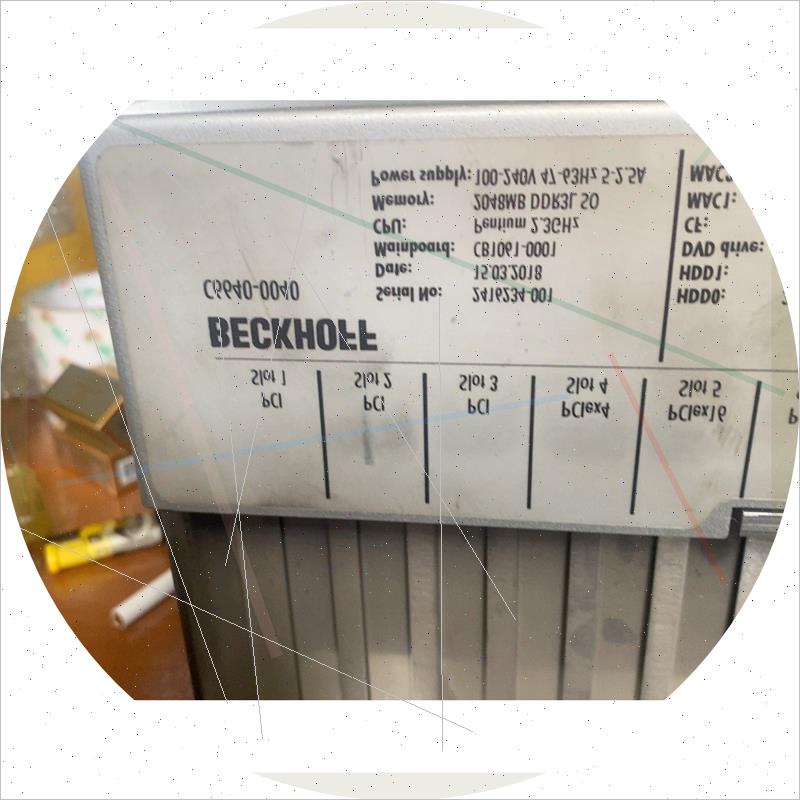 PCI PCI PCI PCIex4 PCIex16
Slot 1 Slot 2 Slot 3 Slot 4 Slot 5
BECKHOFF
C6640-0040
Serial No: 2416234-001
Date: 15.03.2018
Mainboard: CB1061-0001
CPU: Pentium 2.3GHz
Memory: 2048MB DDR3L SO
Power supply: 100-240V 47-63Hz 5-2.5A
HDD0:
HDD1:
DVD drive:
CF:
MAC1: